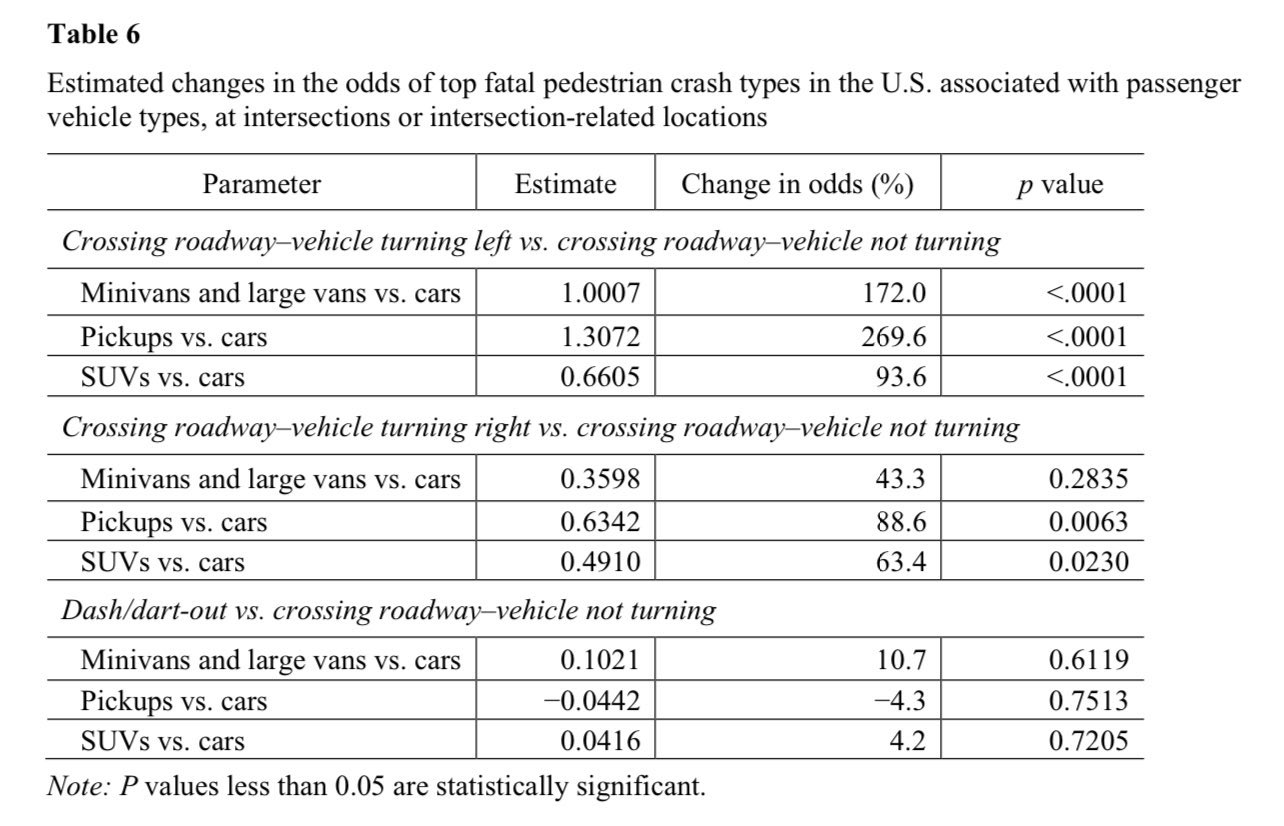 Table 6
Estimated changes in the odds of top fatal pedestrian crash types in the U.S. associated with passenger
vehicle types, at intersections or intersection-related locations
Parameter Estimate Change in odds (%) p value
Crossing roadway–vehicle turning left vs. crossing roadway–vehicle not turning
Minivans and large vans vs. cars 1.0007 172.0 <.0001
Pickups vs. cars 1.3072 269.6 <.0001
SUVs vs. cars 0.6605 93.6 <.0001
Crossing roadway–vehicle turning right vs. crossing roadway–vehicle not turning
Minivans and large vans vs. cars 0.3598 43.3 0.2835
Pickups vs. cars 0.6342 88.6 0.0063
SUVs vs. cars 0.4910 63.4 0.0230
Dash/dart-out vs. crossing roadway–vehicle not turning
Minivans and large vans vs. cars 0.1021 10.7 0.6119
Pickups vs. cars −0.0442 −4.3 0.7513
SUVs vs. cars 0.0416 4.2 0.7205
Note: P values less than 0.05 are statistically significant.